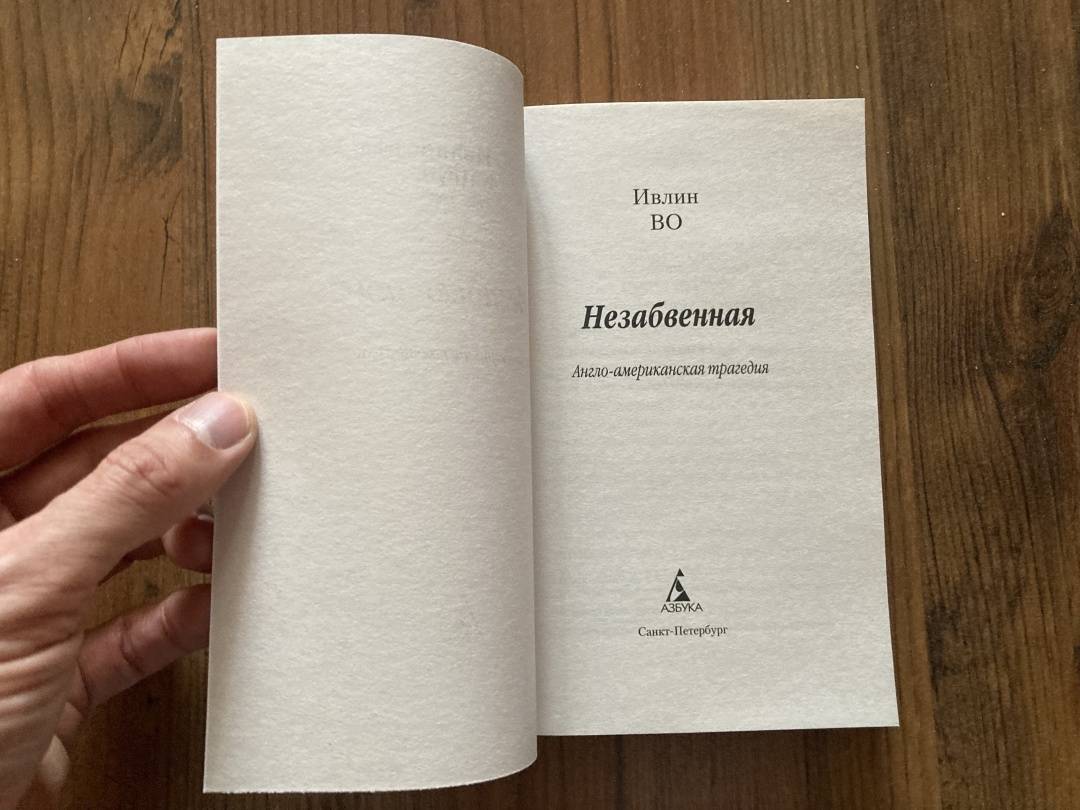 Ивлин
ВО
Незабвенная
Англо-американская трагедия
АЗБУКА
Санкт-Петербург